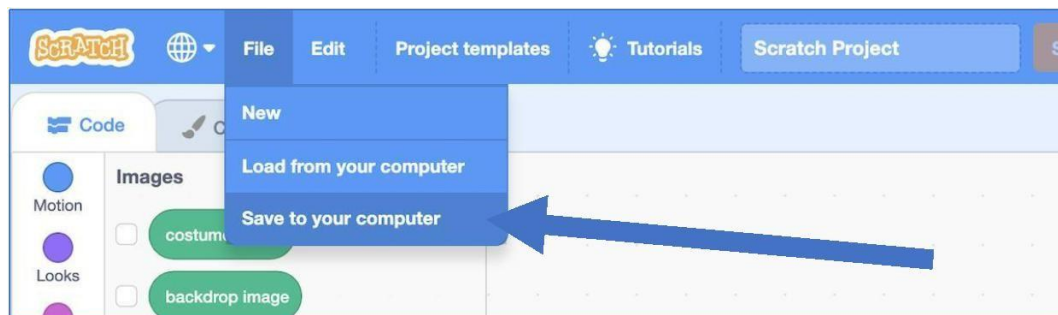 SCRATCH File Edit Project templates Tutorials Scratch Project
Code
New
Images
Load from your computer
Motion
Save to your computer
Looks
backdrop image